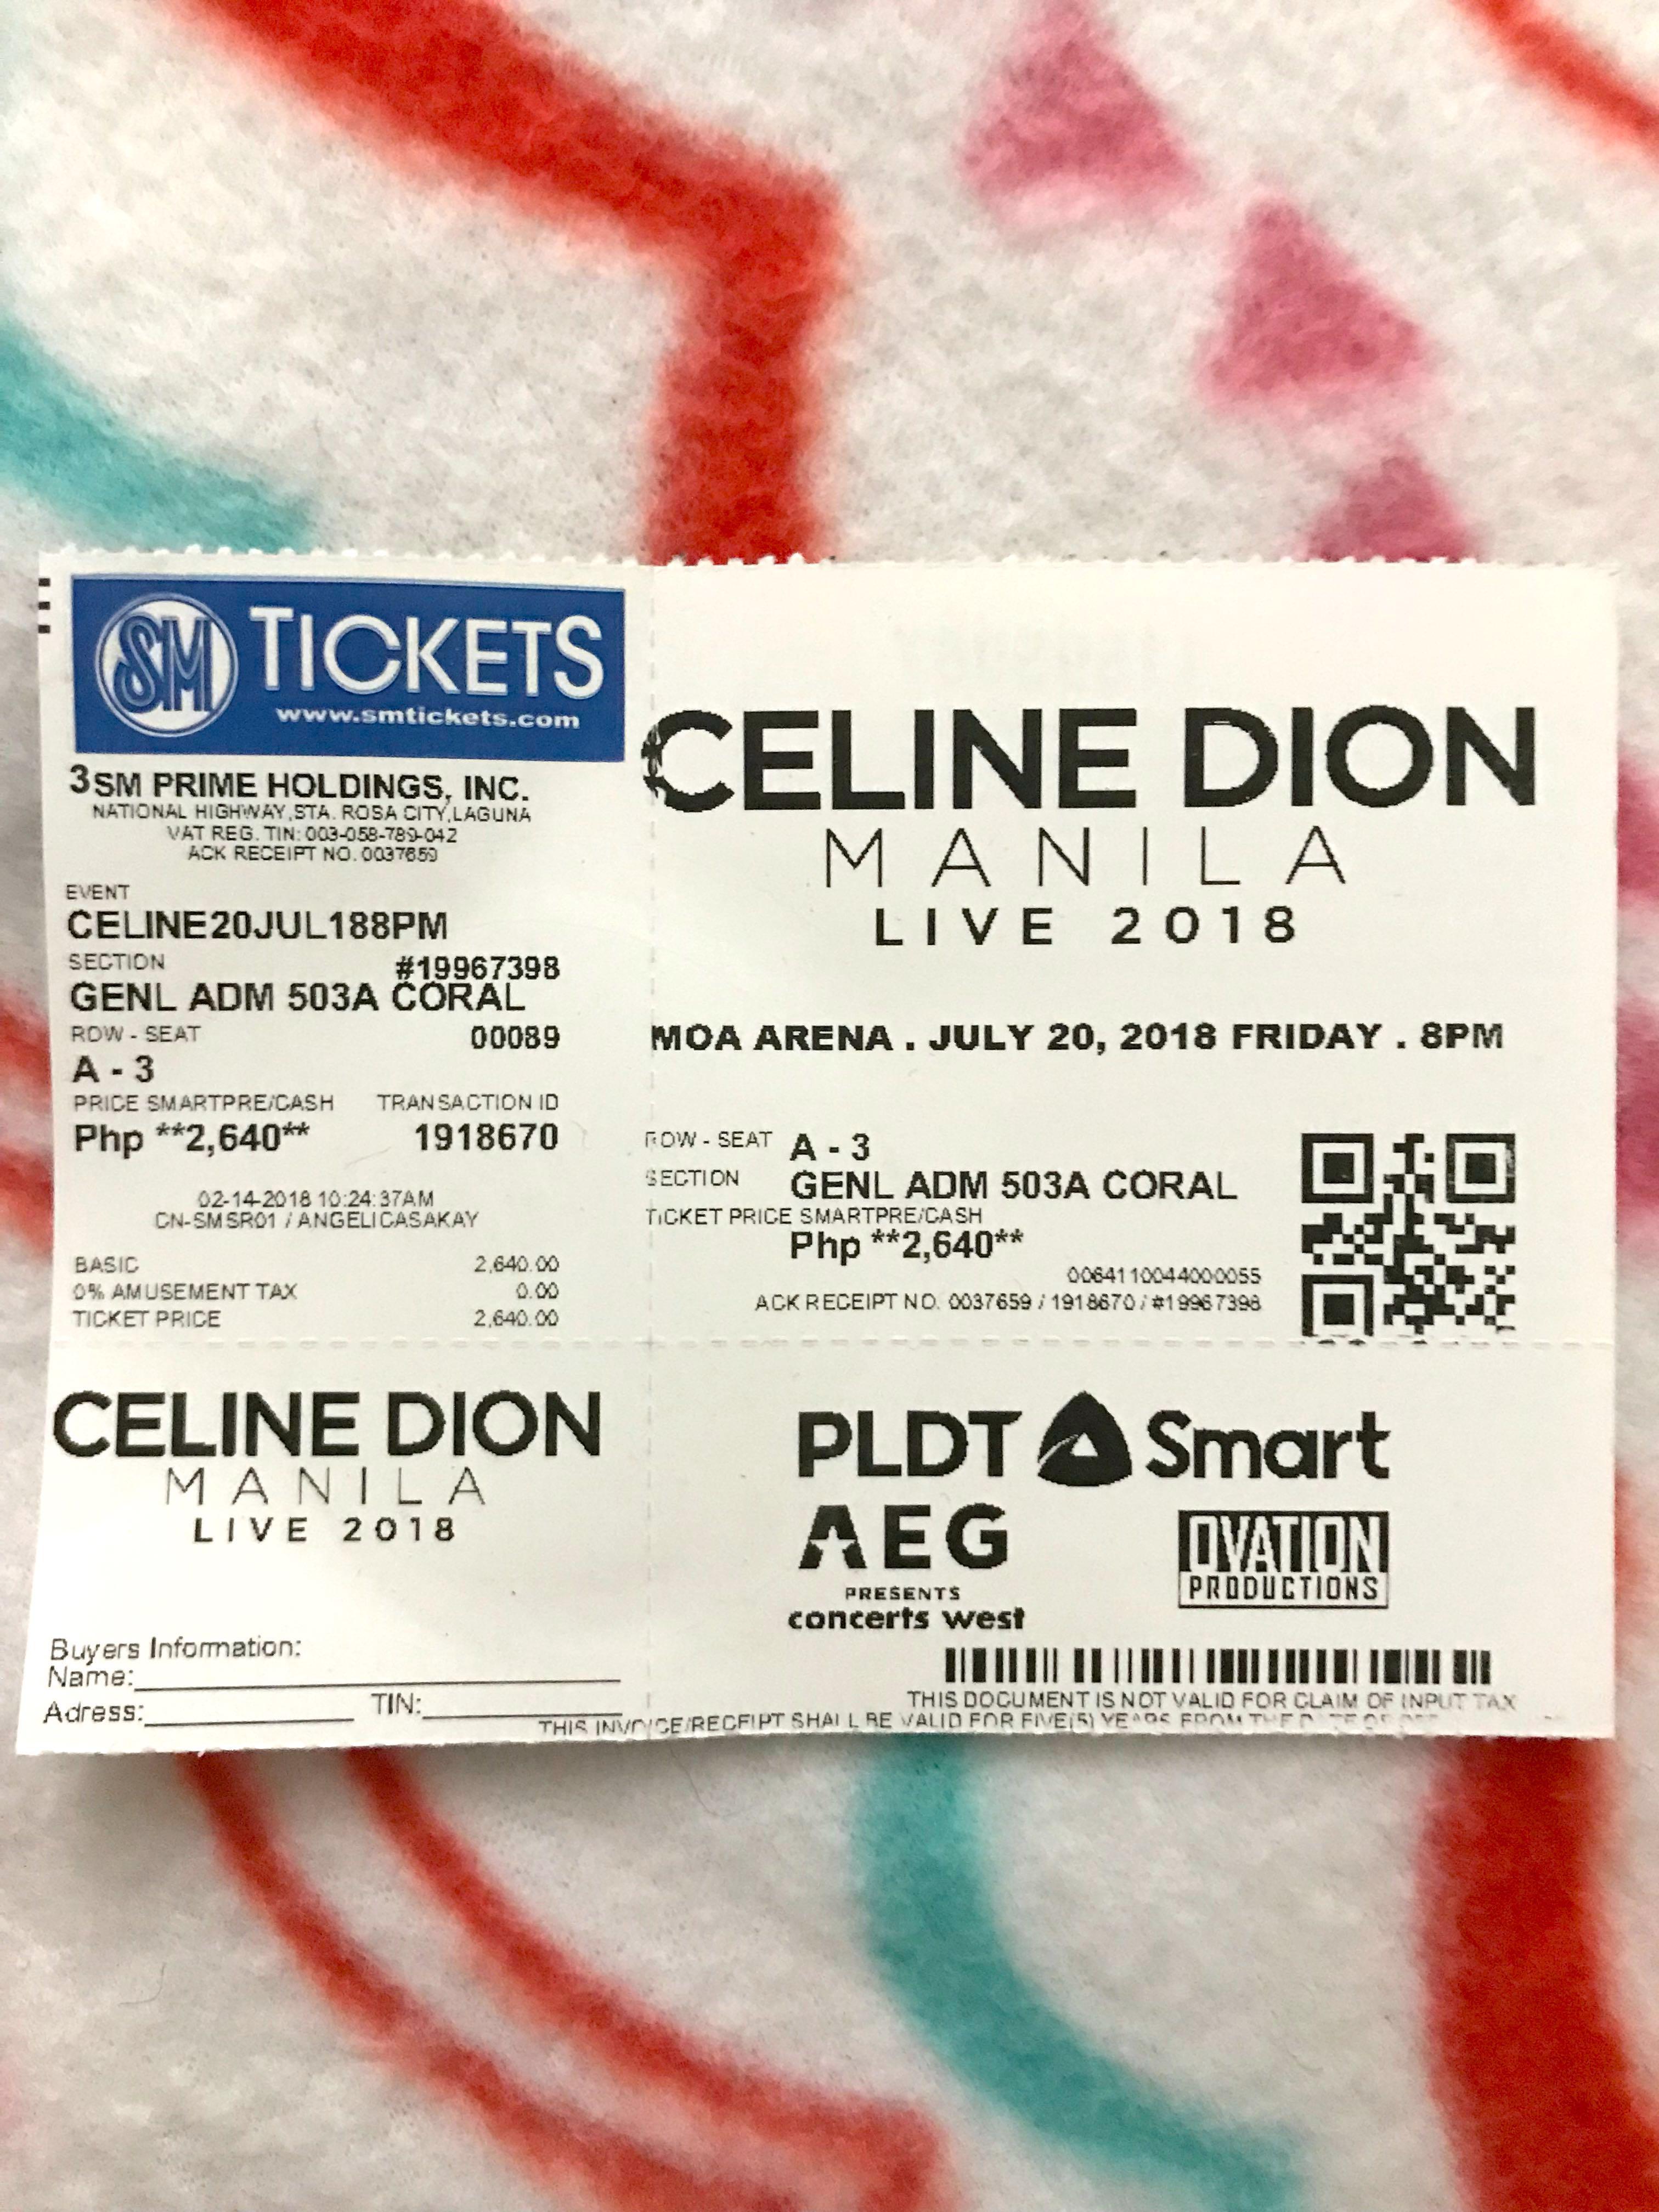 SM TICKETS
www.smtickets.com
3SM PRIME HOLDINGS, INC.
NATIONAL HIGHWAY,STA. ROSA CITY,LAGUNA
VAT REG. TIN: 003-058-789-042
ACK RECEIPT NO. 0037659
EVENT
CELINE20JUL188PM
SECTION #19967398
GENL ADM 503A CORAL
ROW - SEAT 00089
A - 3
PRICE SMARTPRE/CASH TRANSACTION ID
Php **2,640** 1918670
02-14-2018 10:24:37AM
CN-SMSR01 / ANGELICASAKAY
BASIC 2,640.00
0% AMUSEMENT TAX 0.00
TICKET PRICE 2,640.00
CELINE DION
MANILA
LIVE 2018
MOA ARENA . JULY 20, 2018 FRIDAY . 8PM
ROW - SEAT A - 3
SECTION GENL ADM 503A CORAL
TICKET PRICE SMARTPRE/CASH
Php **2,640**
0064110044000055
ACK RECEIPT NO. 0037659 / 1918670 / #19967398
CELINE DION
MANILA
LIVE 2018
Buyers Information:
Name:
Adress: TIN:
PLDT Smart
AEG
PRESENTS
concerts west
OVATION
PRODUCTIONS
THIS DOCUMENT IS NOT VALID FOR CLAIM OF INPUT TAX
THIS INVOICE/RECEIPT SHALL BE VALID FOR FIVE(5) YEARS FROM THE DATE OF